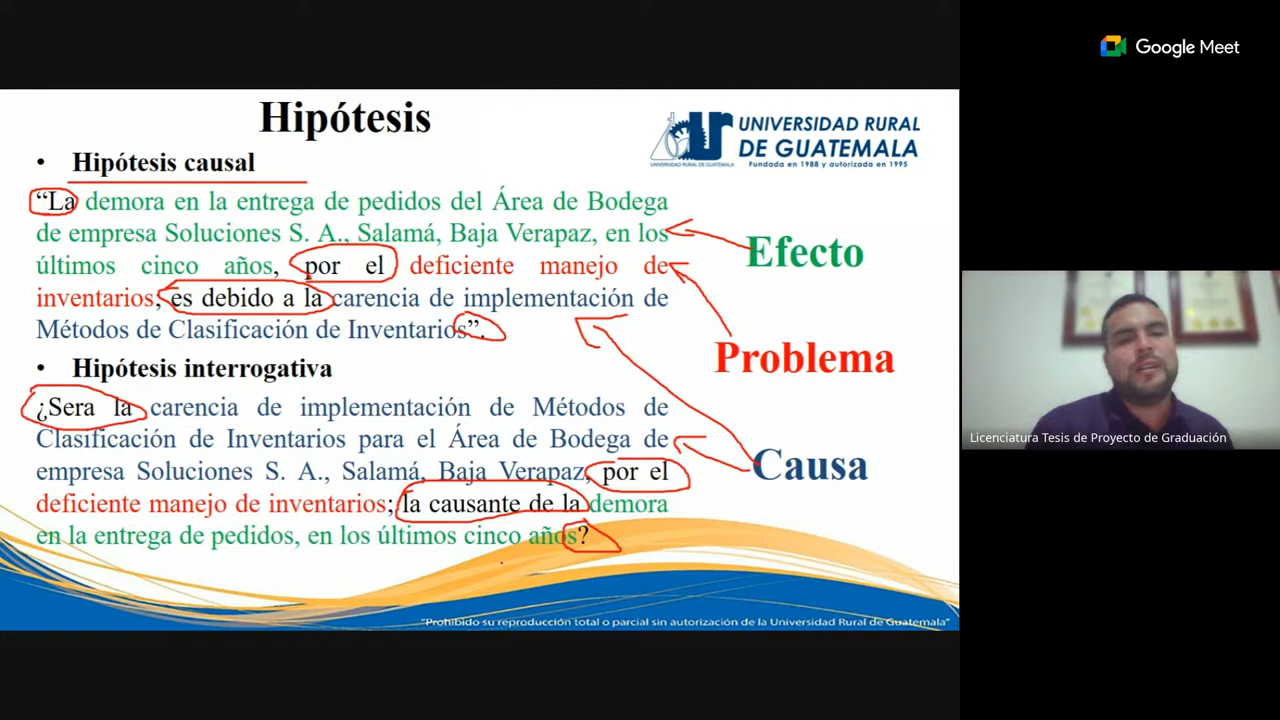 Google Meet
Hipótesis
UNIVERSIDAD RURAL
DE GUATEMALA
Fundada en 1988 y autorizada en 1995
UNIVERSIDAD RURAL DE GUATEMALA
• Hipótesis causal
“La demora en la entrega de pedidos del Área de Bodega
de empresa Soluciones S. A., Salamá, Baja Verapaz, en los
últimos cinco años, por el deficiente manejo de
inventarios; es debido a la carencia de implementación de
Métodos de Clasificación de Inventarios”.
• Hipótesis interrogativa
¿Sera la carencia de implementación de Métodos de
Clasificación de Inventarios para el Área de Bodega de
empresa Soluciones S. A., Salamá, Baja Verapaz, por el
deficiente manejo de inventarios; la causante de la demora
en la entrega de pedidos, en los últimos cinco años?
Efecto
Problema
Causa
Licenciatura Tesis de Proyecto de Graduación
"Prohibido su reproducción total o parcial sin autorización de la Universidad Rural de Guatemala"